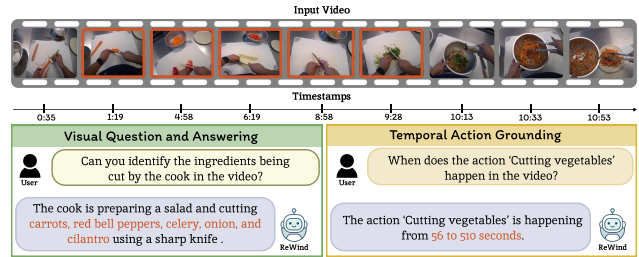 Input Video
Timestamps
0:35 1:19 4:58 6:19 8:58 9:28 10:13 10:33 10:53
Visual Question and Answering
User
Can you identify the ingredients being
cut by the cook in the video?
The cook is preparing a salad and cutting
carrots, red bell peppers, celery, onion, and
cilantro using a sharp knife .
ReWind
Temporal Action Grounding
User
When does the action ‘Cutting vegetables’
happen in the video?
The action ‘Cutting vegetables’ is happening
from 56 to 510 seconds.
ReWind